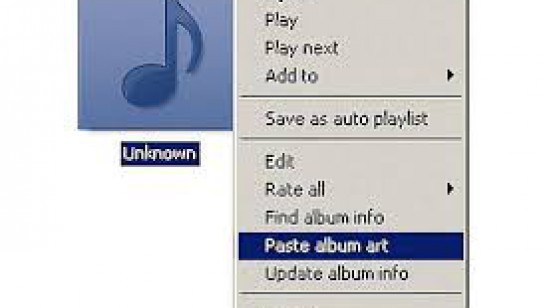 Play
Play next
Add to
Save as auto playlist
Unknown
Edit
Rate all
Find album info
Paste album art
Update album info